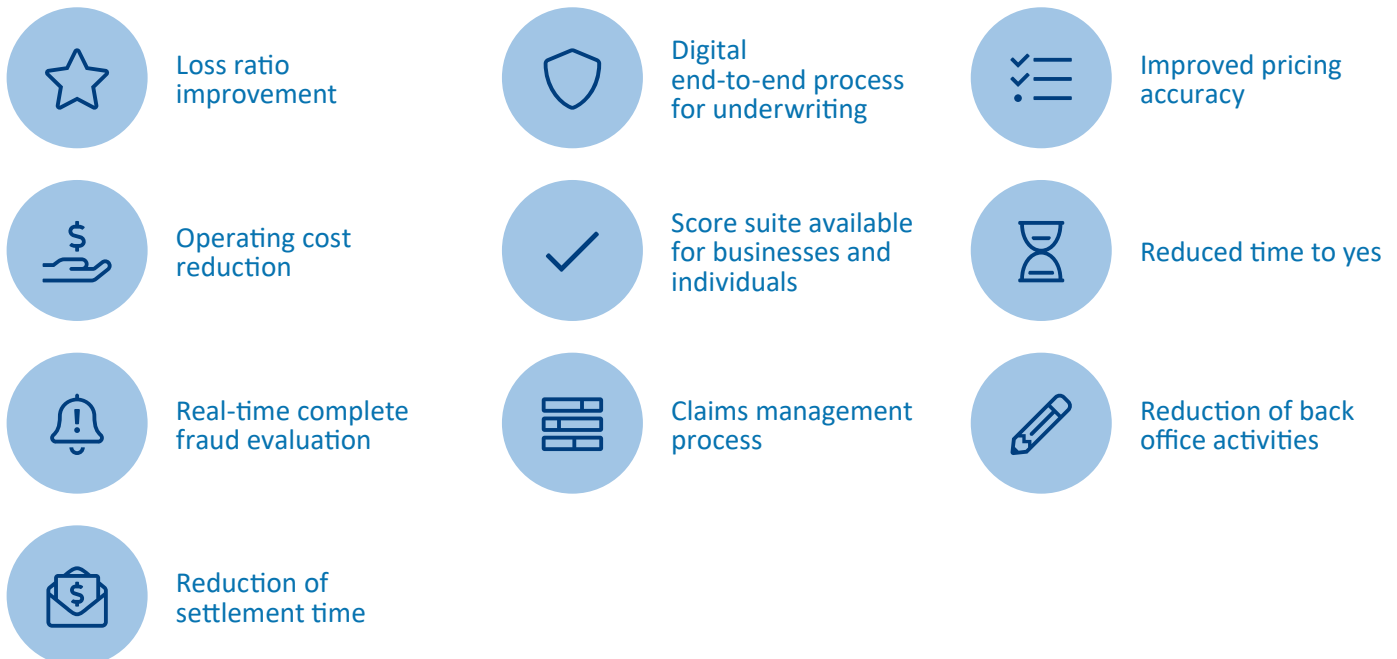 Loss ratio
improvement
Digital
end-to-end process
for underwriting
Improved pricing
accuracy
$
Operating cost
reduction
Score suite available
for businesses and
individuals
Reduced time to yes
!
Real-time complete
fraud evaluation
Claims management
process
Reduction of back
office activities
$
Reduction of
settlement time